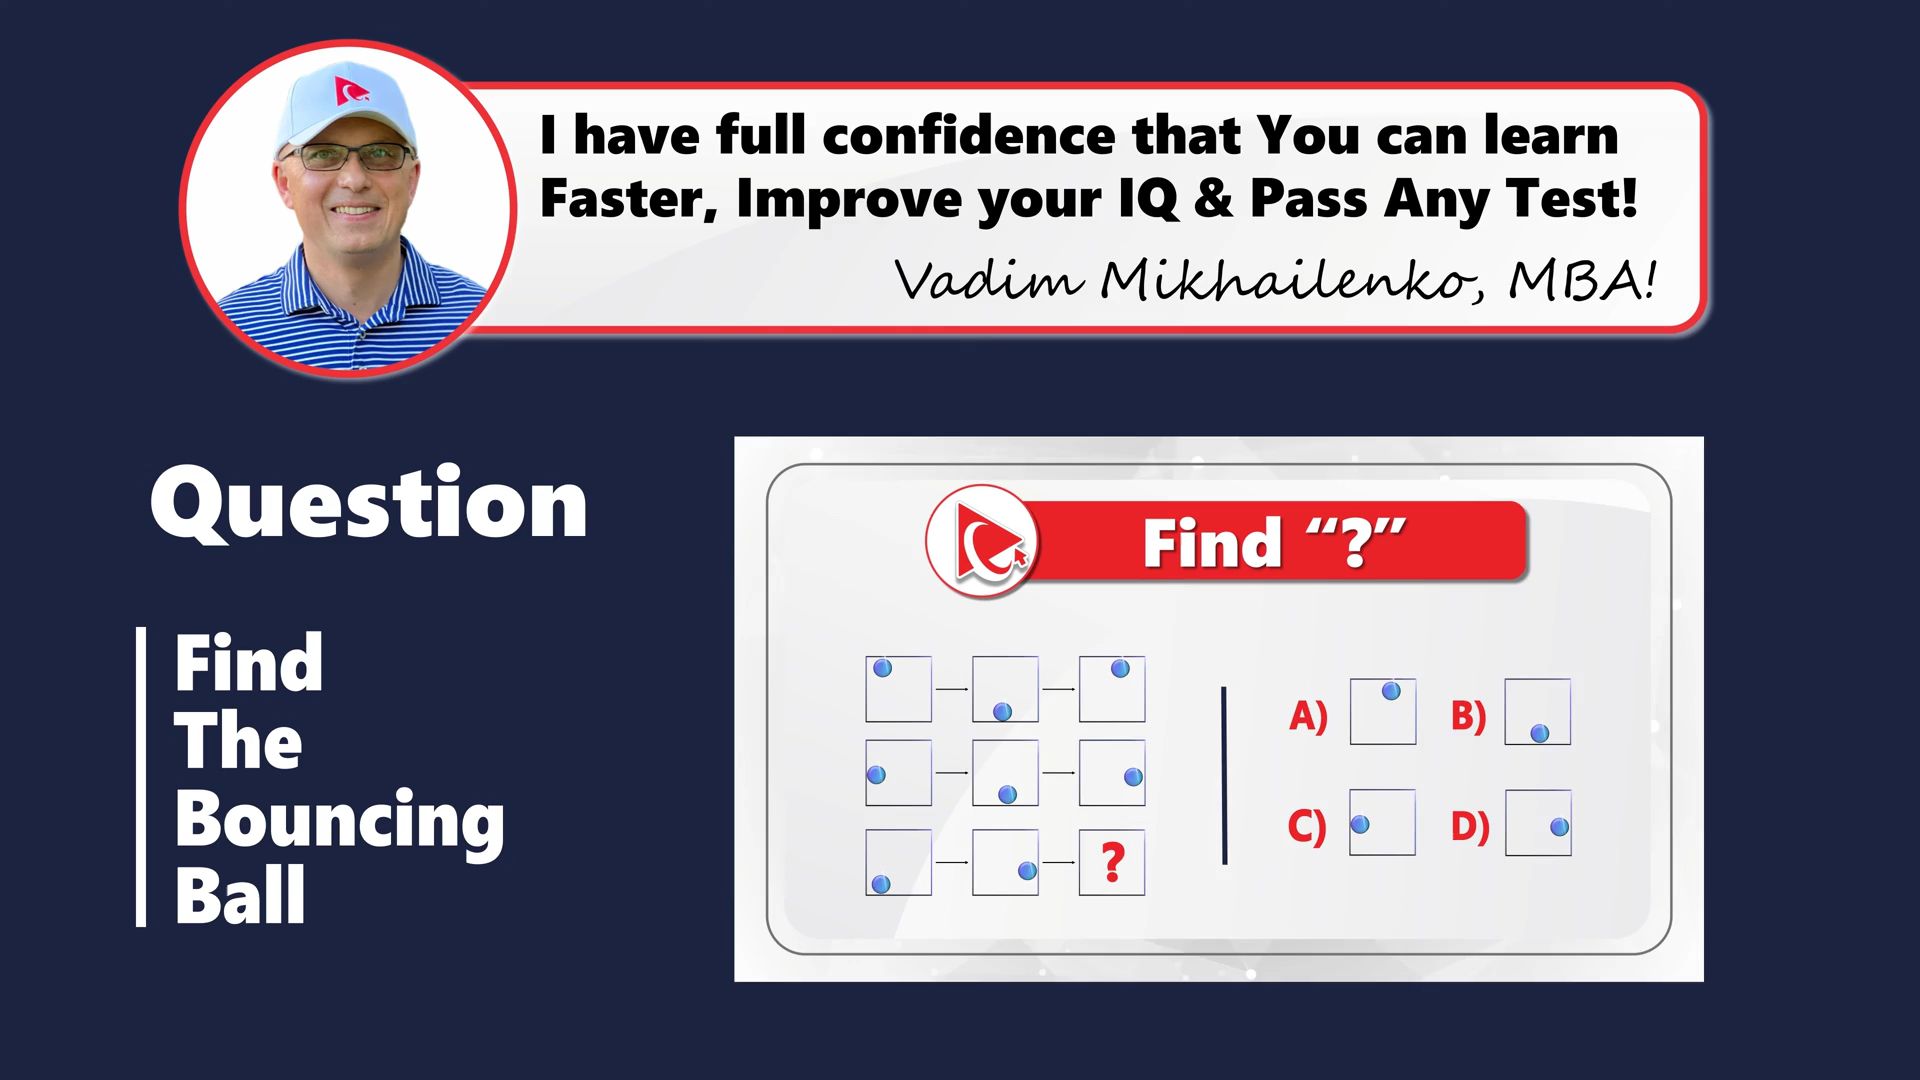 I have full confidence that You can learn
Faster, Improve your IQ & Pass Any Test!
Vadim Mikhailenko, MBA!
Question
Find
The
Bouncing
Ball
Find “?”
?
A)
B)
C)
D)